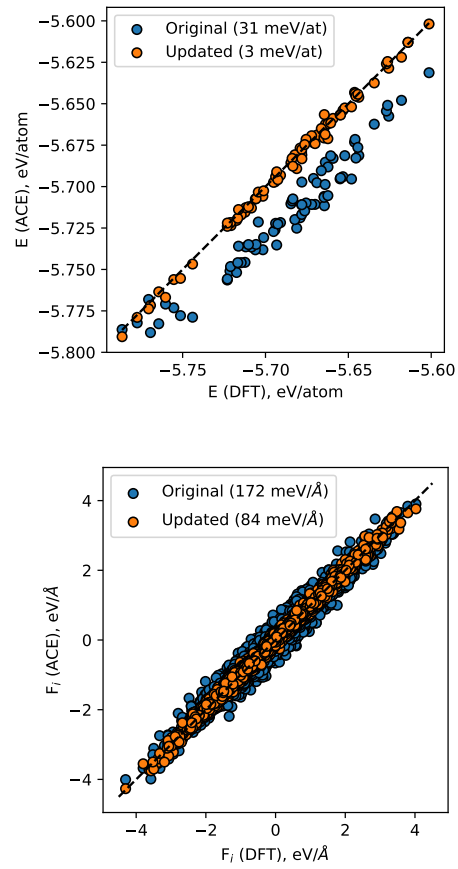 Original (31 meV/at)
Updated (3 meV/at)
−5.600
−5.625
−5.650
−5.675
−5.700
−5.725
−5.750
−5.775
−5.800
E (ACE), eV/atom
−5.75
−5.70
−5.65
−5.60
E (DFT), eV/atom
Original (172 meV/Å)
Updated (84 meV/Å)
4
2
0
−2
−4
F_i (ACE), eV/Å
−4
−2
0
2
4
F_i (DFT), eV/Å